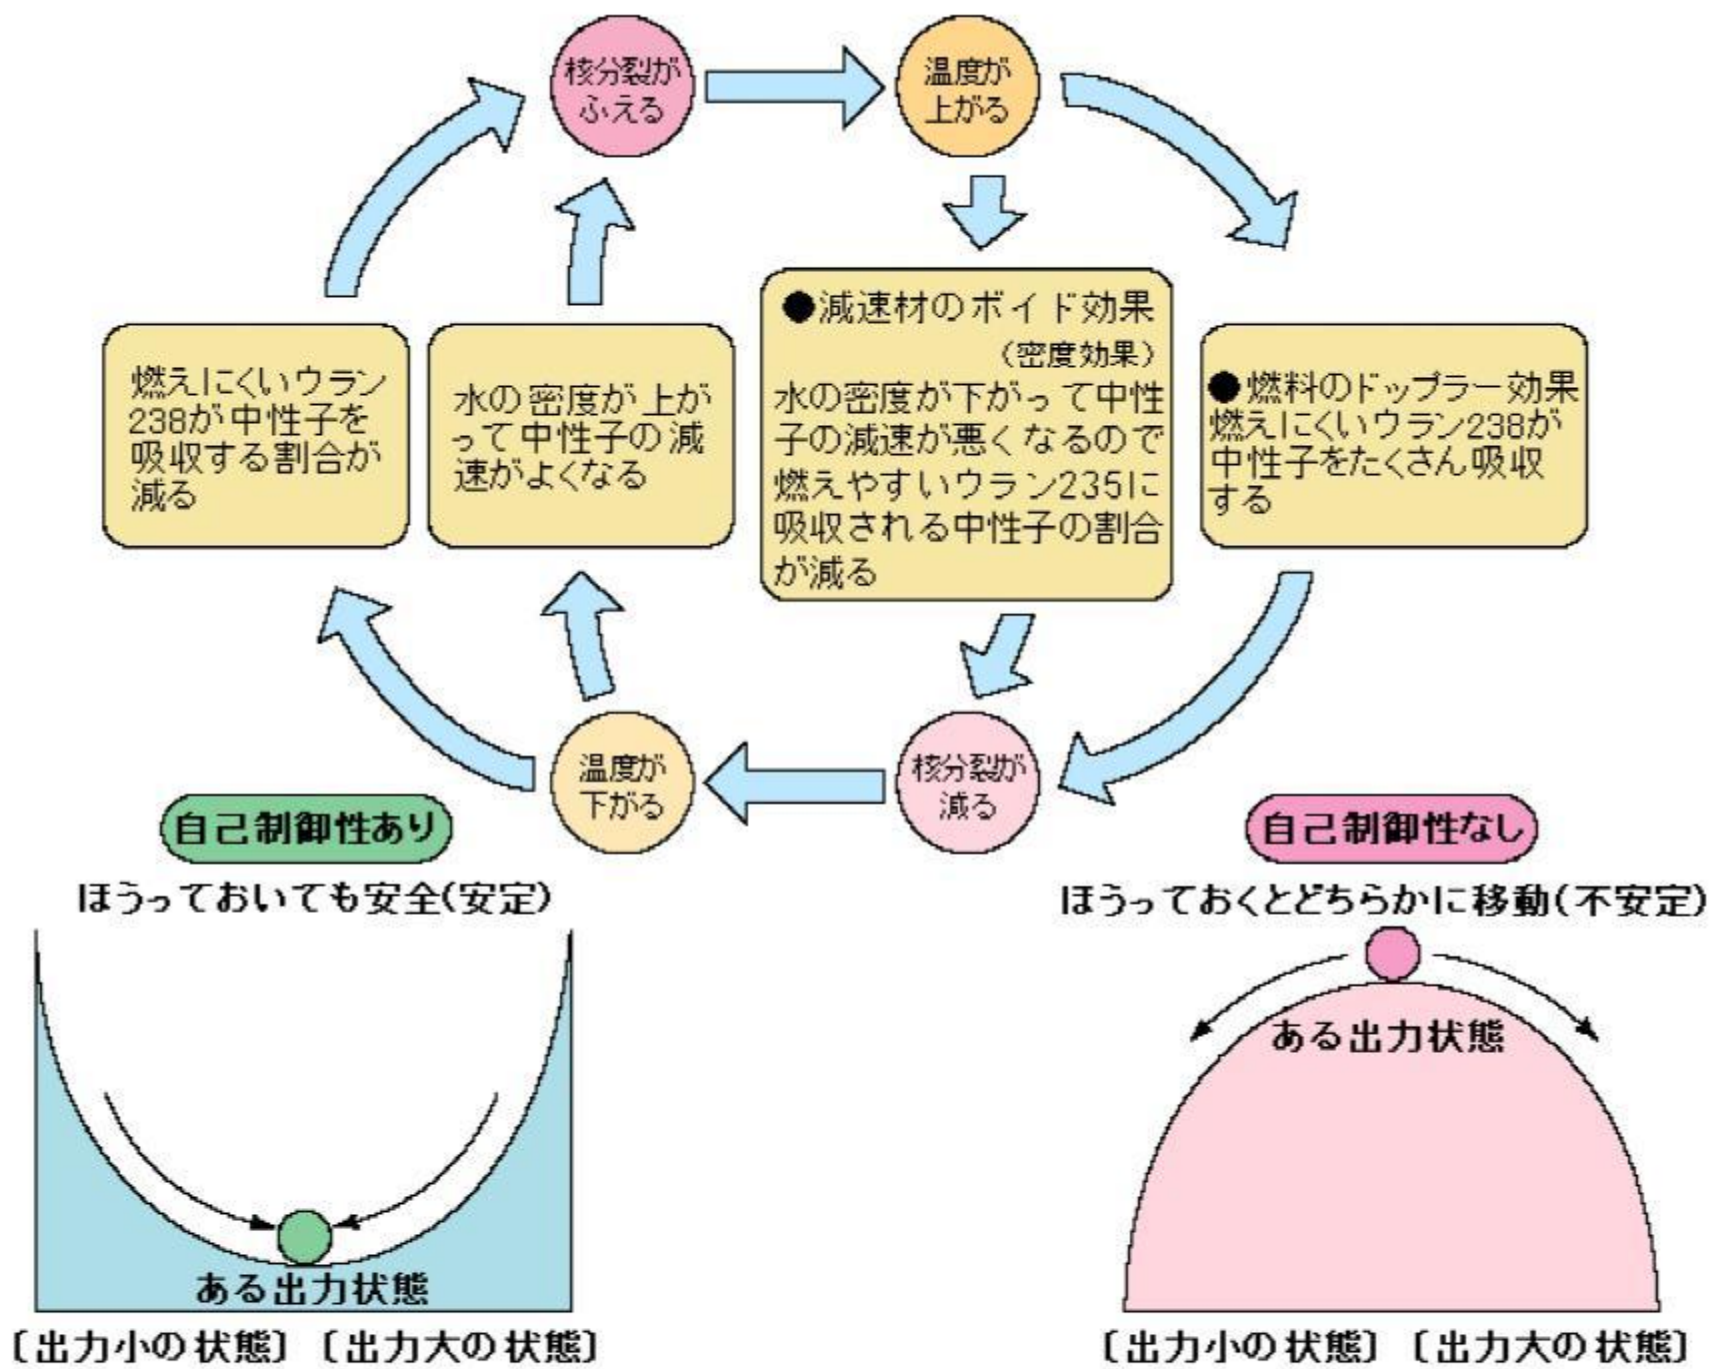 核分裂が
ふえる
温度が
上がる
燃えにくいウラン
238が中性子を
吸収する割合が
減る
水の密度が上が
って中性子の減
速がよくなる
●減速材のボイド効果
(密度効果)
水の密度が下がって中性
子の減速が悪くなるので
燃えやすいウラン235に
吸収される中性子の割合
が減る
●燃料のドップラー効果
燃えにくいウラン238が
中性子をたくさん吸収
する
温度が
下がる
核分裂が
減る
自己制御性あり
ほうっておいても安全(安定)
ある出力状態
〔出力小の状態〕〔出力大の状態〕
自己制御性なし
ほうっておくとどちらかに移動(不安定)
ある出力状態
〔出力小の状態〕〔出力大の状態〕